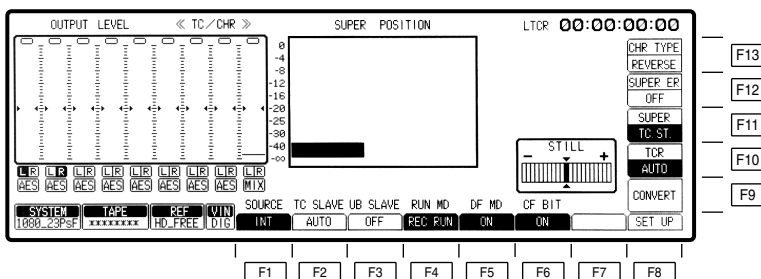 OUTPUT LEVEL ≪ TC/CHR ≫ SUPER POSITION LTCR 00:00:00:00
0
-4
-8
-12
-16
-20
-25
-30
-40
-∞
CHR TYPE
REVERSE
F13
SUPER ER
OFF
F12
SUPER
TC ST.
F11
TCR
AUTO
F10
CONVERT
F9
STILL
- +
LR LR LR LR LR LR LR LR LR
AES AES AES AES AES AES AES AES MIX
SYSTEM TAPE REF VIN
1080_23PsF ******** HD_FREE DIG
SOURCE TC SLAVE UB SLAVE RUN MD DF MD CF BIT
INT AUTO OFF REC RUN ON ON SET UP
F1 F2 F3 F4 F5 F6 F7 F8